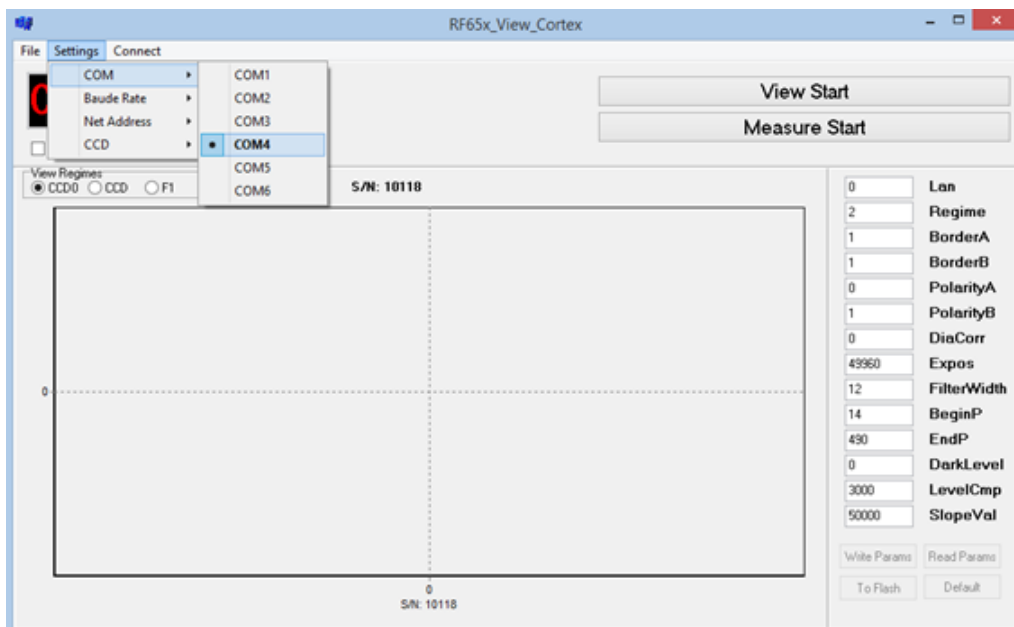 RF65x_View_Cortex
File Settings Connect
COM
Baude Rate
Net Address
CCD
COM1
COM2
COM3
COM4
COM5
COM6
0
View Start
Measure Start
View Regimes
CCD0 CCD F1
S/N: 10118
0
0
S/N: 10118
0 Lan
2 Regime
1 BorderA
1 BorderB
0 PolarityA
1 PolarityB
0 DiaCorr
49960 Expos
12 FilterWidth
14 BeginP
490 EndP
0 DarkLevel
3000 LevelCmp
50000 SlopeVal
Write Params Read Params
To Flash Default